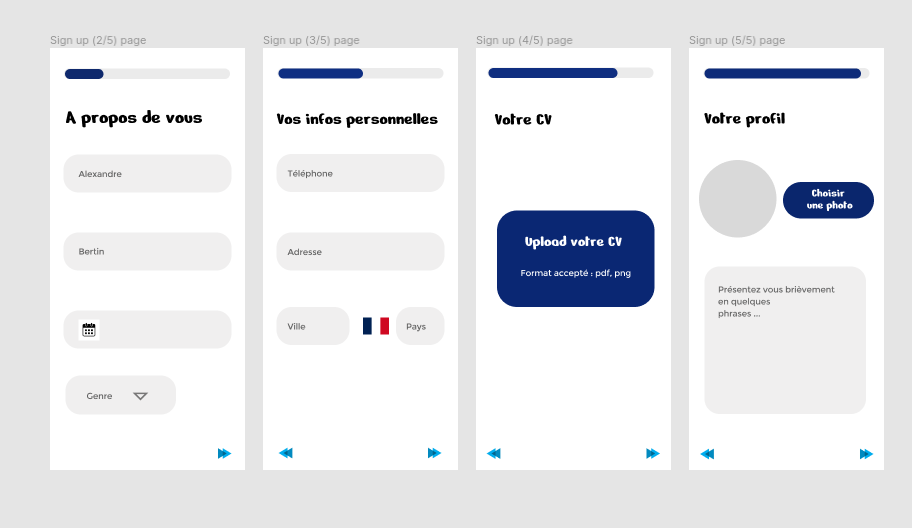 Sign up (2/5) page
A propos de vous
Alexandre
Bertin
Genre
Sign up (3/5) page
Vos infos personnelles
Téléphone
Adresse
Ville
Pays
Sign up (4/5) page
Votre CV
Upload votre CV
Format accepté : pdf, png
Sign up (5/5) page
Votre profil
Choisir
une photo
Présentez vous brièvement
en quelques
phrases ...